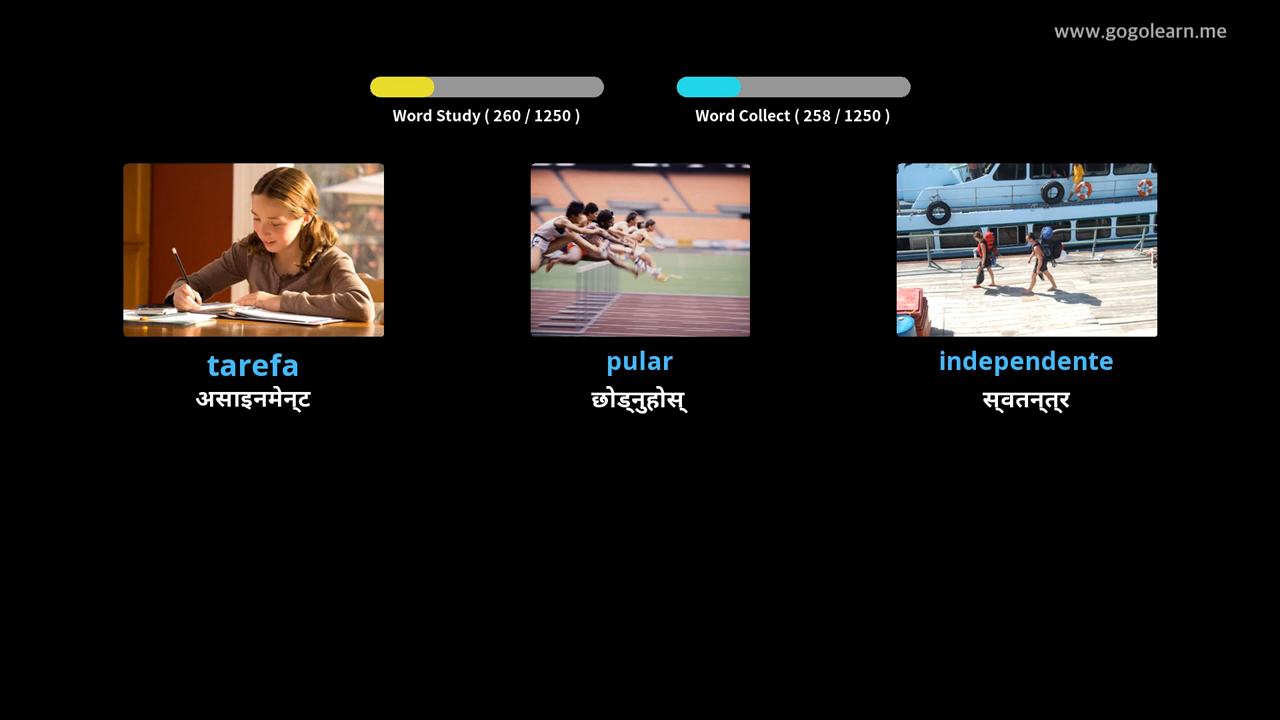 www.gogolearn.me
Word Study ( 260 / 1250 )
Word Collect ( 258 / 1250 )
tarefa
असाइनमेन्ट
pular
छोड्नुहोस्
independente
स्वतन्त्र